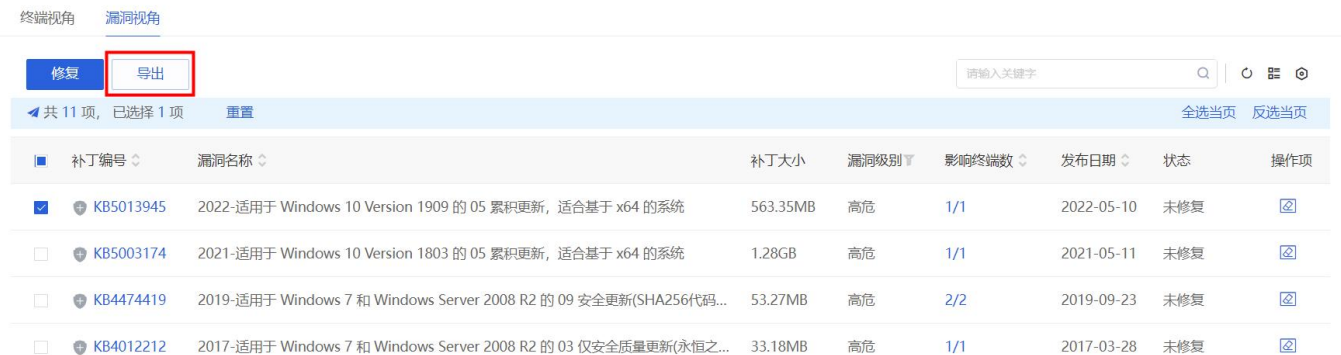 终端视角 漏洞视角
修复 导出 请输入关键字
共 11 项, 已选择 1 项 重置 全选当页 反选当页
补丁编号 漏洞名称 补丁大小 漏洞级别 影响终端数 发布日期 状态 操作项
KB5013945 2022-适用于 Windows 10 Version 1909 的 05 累积更新, 适合基于 x64 的系统 563.35MB 高危 1/1 2022-05-10 未修复
KB5003174 2021-适用于 Windows 10 Version 1803 的 05 累积更新, 适合基于 x64 的系统 1.28GB 高危 1/1 2021-05-11 未修复
KB4474419 2019-适用于 Windows 7 和 Windows Server 2008 R2 的 09 安全更新(SHA256代码... 53.27MB 高危 2/2 2019-09-23 未修复
KB4012212 2017-适用于 Windows 7 和 Windows Server 2008 R2 的 03 仅安全质量更新(永恒之... 33.18MB 高危 1/1 2017-03-28 未修复